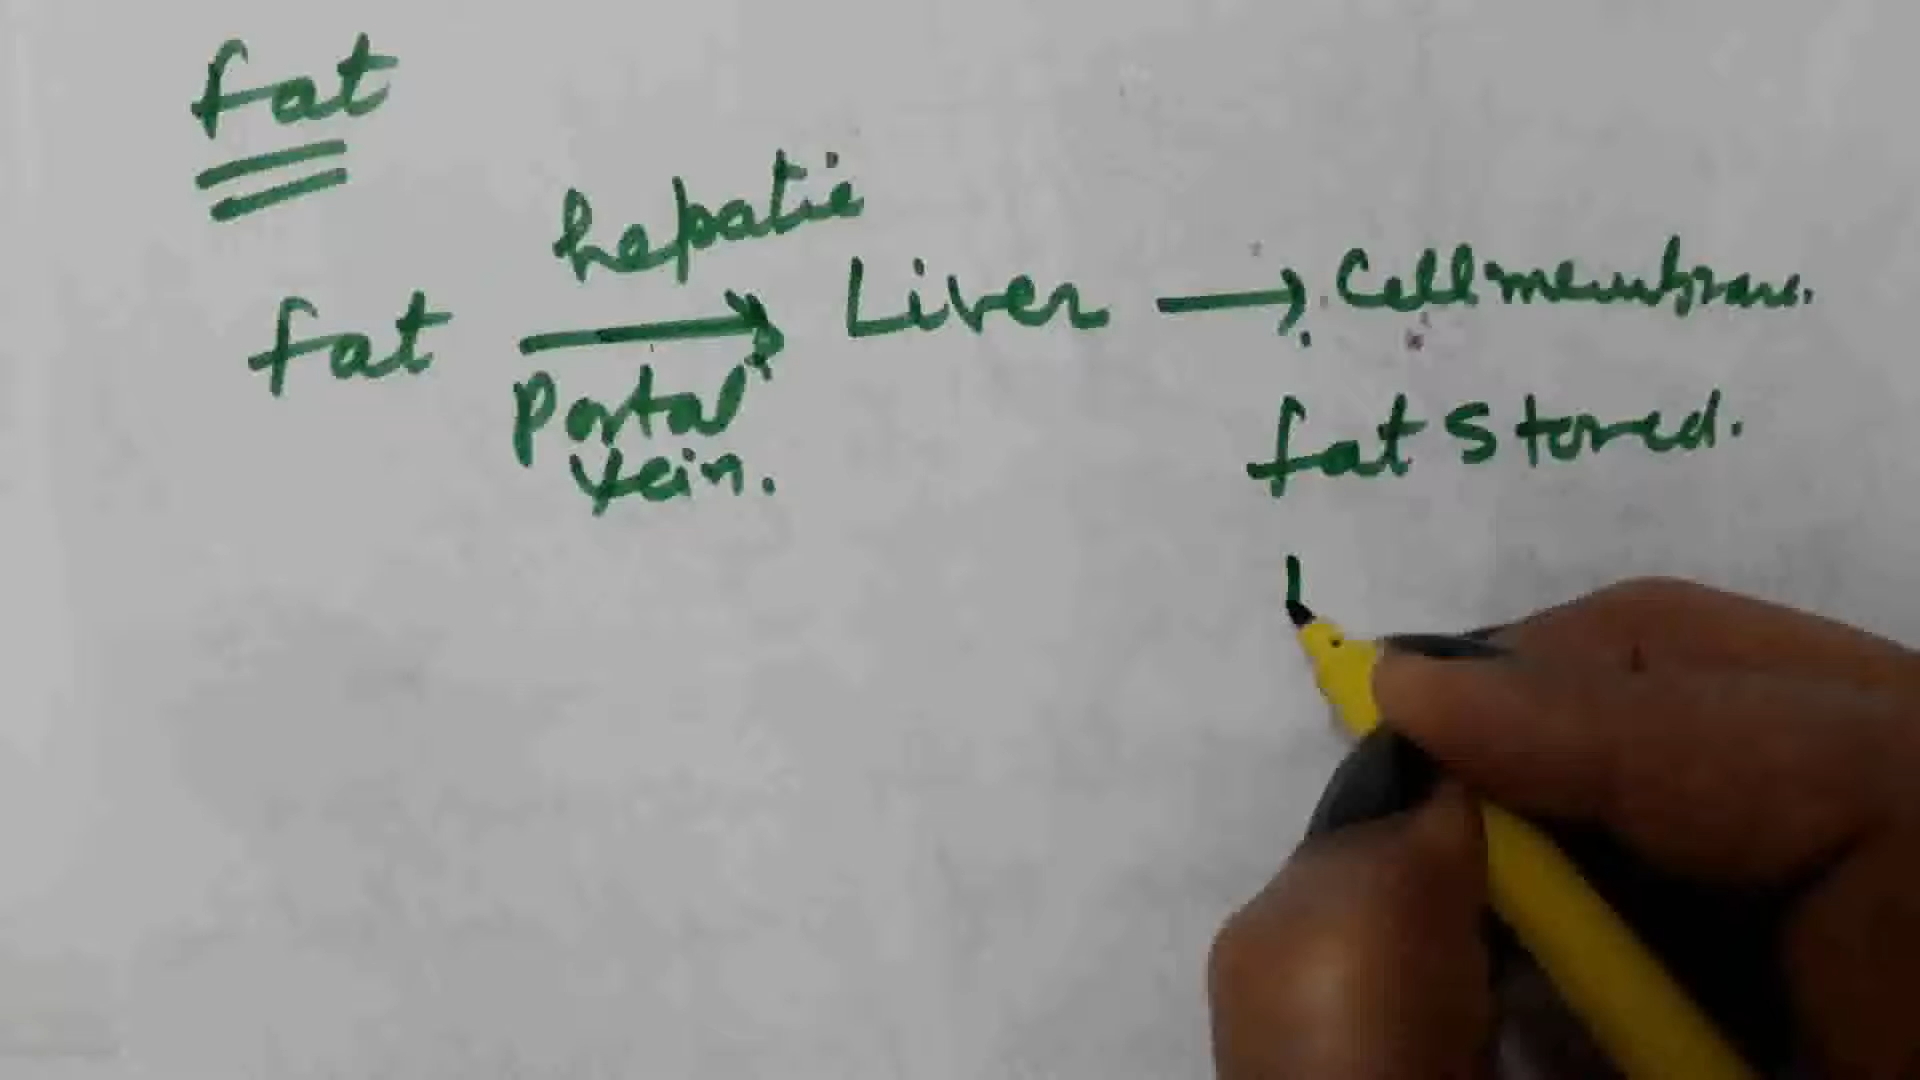 fat
hepatic
fat → Liver → Cell membrane.
Portal
vein.
fat stored.